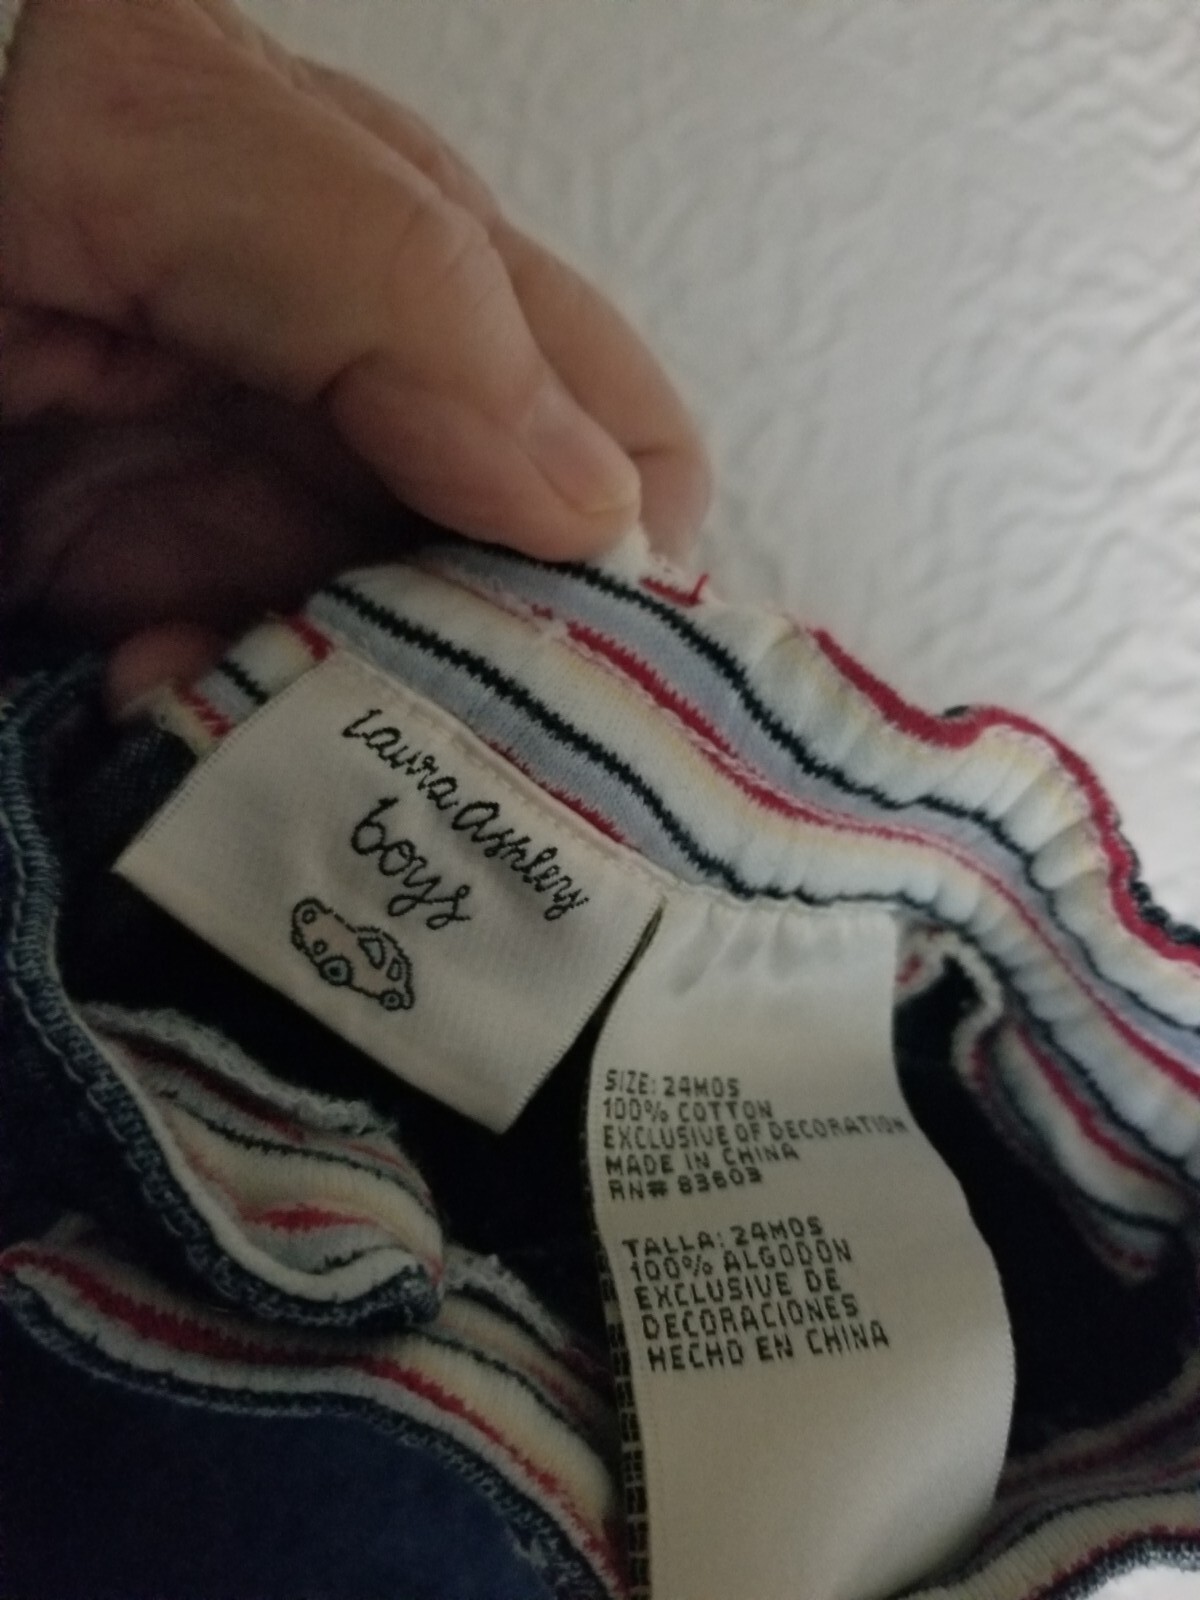 Laura Ashley
boys
SIZE: 24MOS
100% COTTON
EXCLUSIVE OF DECORATION
MADE IN CHINA
RN# 83603
TALLA: 24MOS
100% ALGODON
EXCLUSIVE DE
DECORACIONES
HECHO EN CHINA